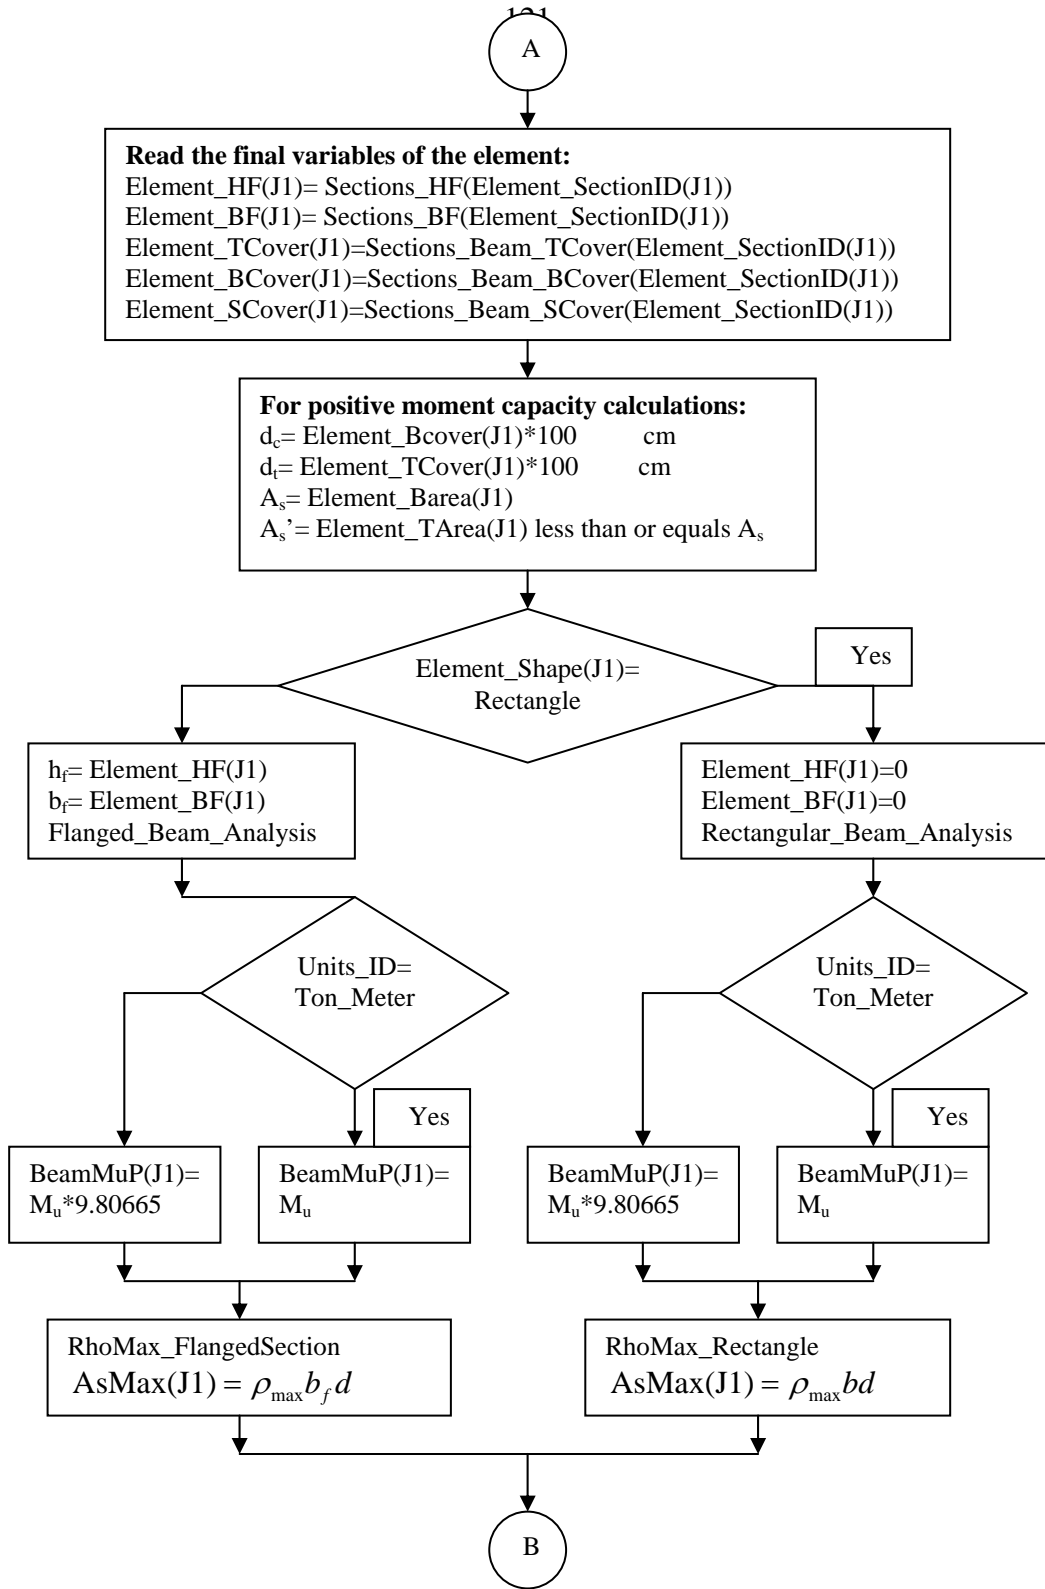 121
A
Read the final variables of the element:
Element_HF(J1)= Sections_HF(Element_SectionID(J1))
Element_BF(J1)= Sections_BF(Element_SectionID(J1))
Element_TCover(J1)=Sections_Beam_TCover(Element_SectionID(J1))
Element_BCover(J1)=Sections_Beam_BCover(Element_SectionID(J1))
Element_SCover(J1)=Sections_Beam_SCover(Element_SectionID(J1))
For positive moment capacity calculations:
dc= Element_Bcover(J1)*100 cm
dt= Element_TCover(J1)*100 cm
As= Element_Barea(J1)
As’= Element_TArea(J1) less than or equals As
Element_Shape(J1)=
Rectangle
Yes
hf= Element_HF(J1)
bf= Element_BF(J1)
Flanged_Beam_Analysis
Element_HF(J1)=0
Element_BF(J1)=0
Rectangular_Beam_Analysis
Units_ID=
Ton_Meter
Units_ID=
Ton_Meter
Yes
Yes
BeamMuP(J1)=
Mu*9.80665
BeamMuP(J1)=
Mu
BeamMuP(J1)=
Mu*9.80665
BeamMuP(J1)=
Mu
RhoMax_FlangedSection
AsMax(J1) = ρmax bf d
RhoMax_Rectangle
AsMax(J1) = ρmax bd
B